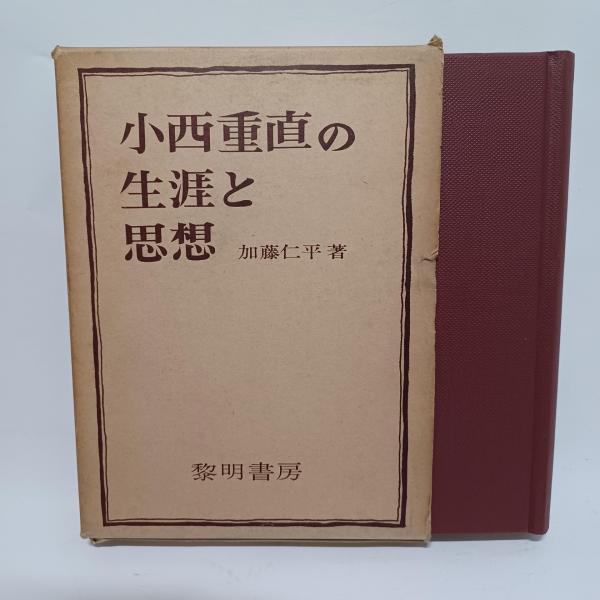 小西重直の
生涯と
思想 加藤仁平著
黎明書房